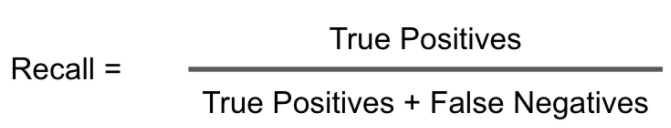 True Positives
Recall =
True Positives + False Negatives